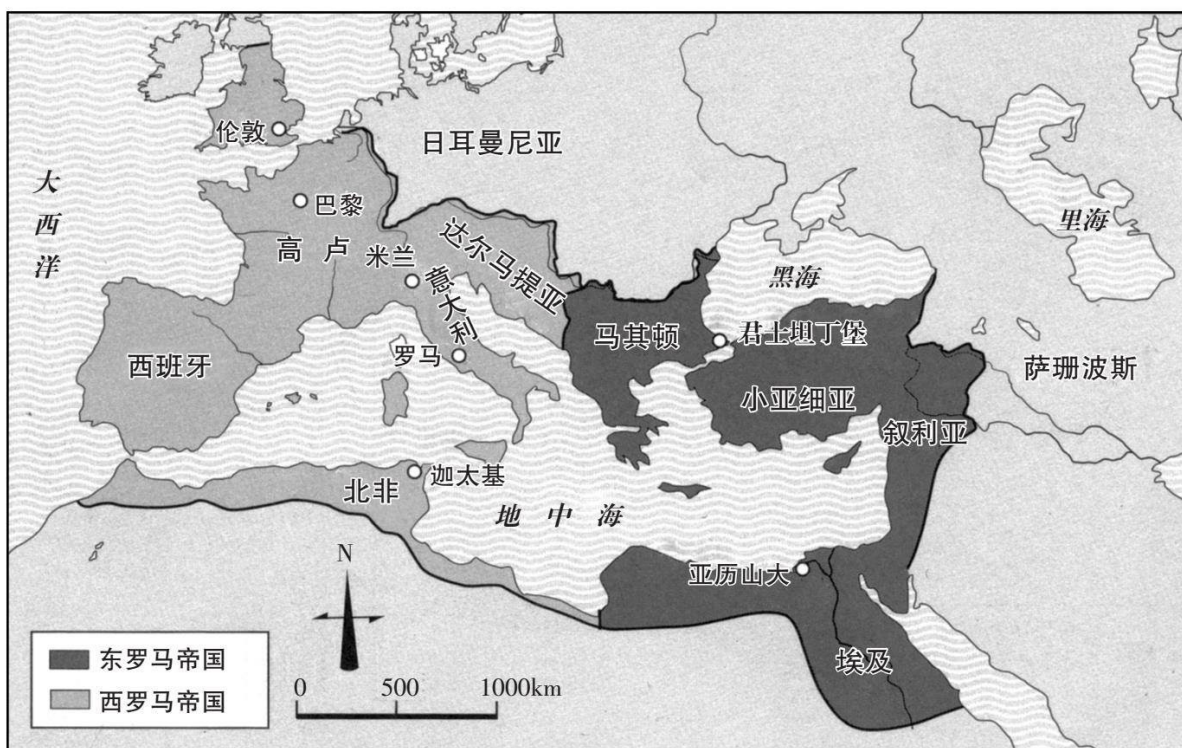 伦敦
日耳曼尼亚
大西洋
巴黎
高卢
米兰
意大利
达尔马提亚
黑海
里海
马其顿
君士坦丁堡
罗马
西班牙
小亚细亚
萨珊波斯
叙利亚
迦太基
北非
地中海
亚历山大
埃及
N
东罗马帝国
西罗马帝国
0 500 1000km